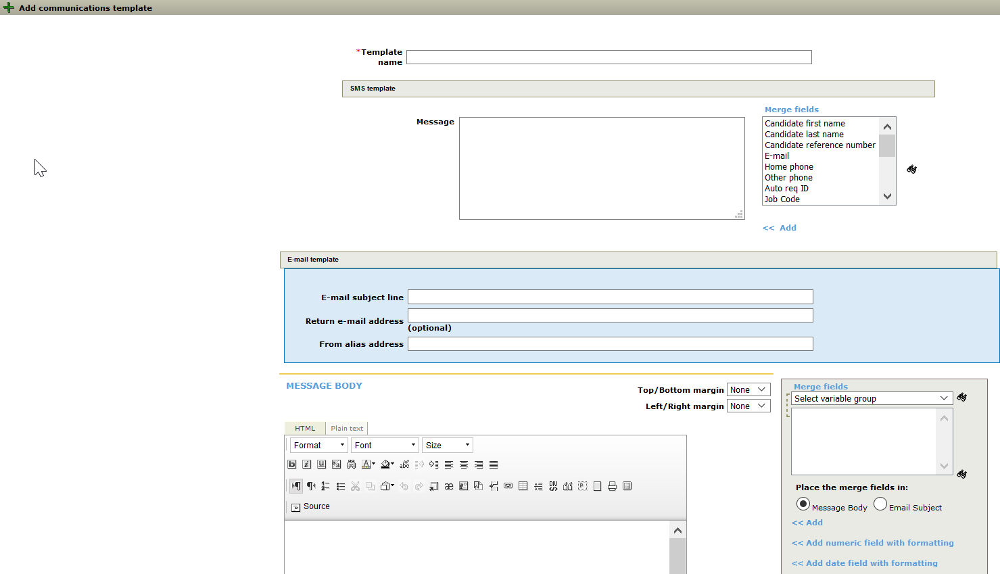 Add communications template
*Template
name
SMS template
Merge fields
Message
Candidate first name
Candidate last name
Candidate reference number
E-mail
Home phone
Other phone
Auto req ID
Job Code
<< Add
E-mail template
E-mail subject line
Return e-mail address
(optional)
From alias address
MESSAGE BODY
Top/Bottom margin None
Left/Right margin None
HTML Plain text
Format Font Size
Source
Merge fields
Select variable group
Place the merge fields in:
Message Body Email Subject
<< Add
<< Add numeric field with formatting
<< Add date field with formatting